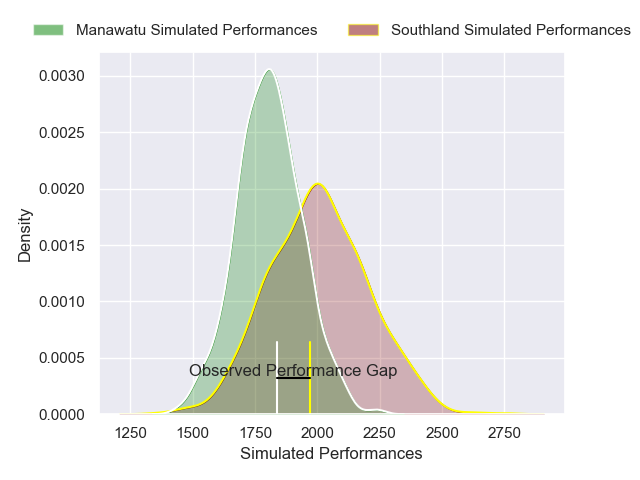 Manawatu Simulated Performances
Southland Simulated Performances
0.0030
0.0025
0.0020
0.0015
0.0010
0.0005
0.0000
Density
Observed Performance Gap
1250 1500 1750 2000 2250 2500 2750
Simulated Performances